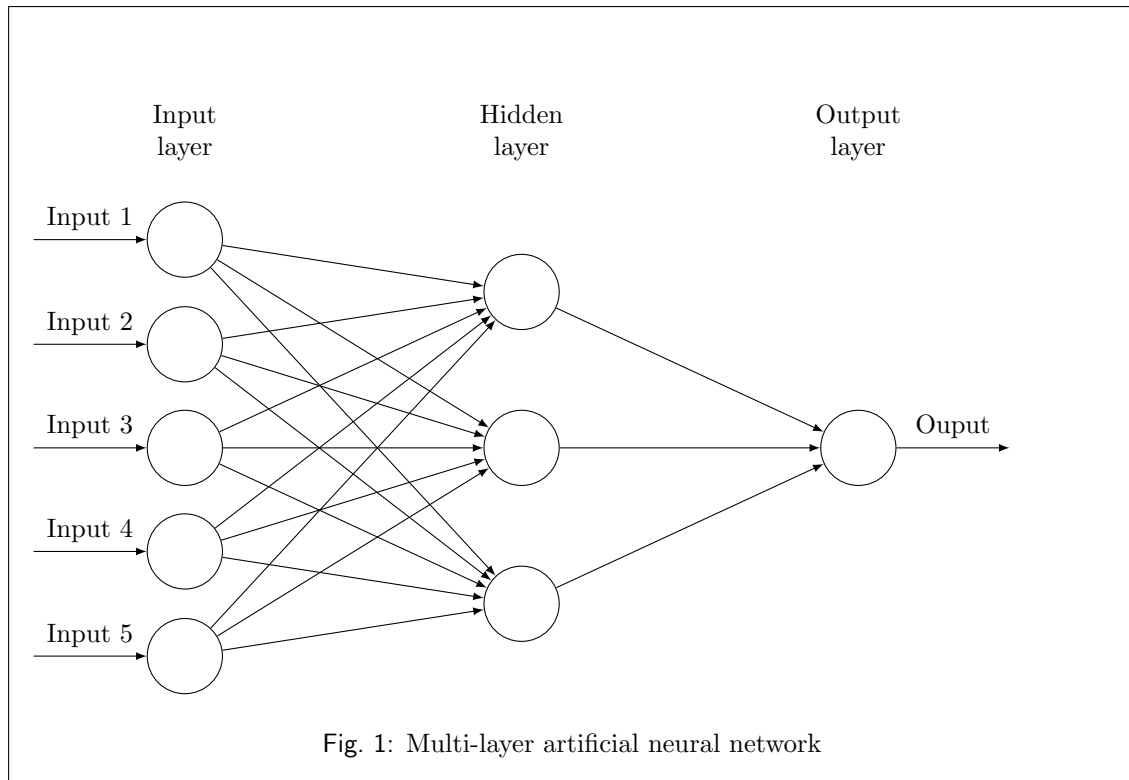 Input
layer
Hidden
layer
Output
layer
Input 1
Input 2
Input 3
Input 4
Input 5
Ouput
Fig. 1: Multi-layer artificial neural network